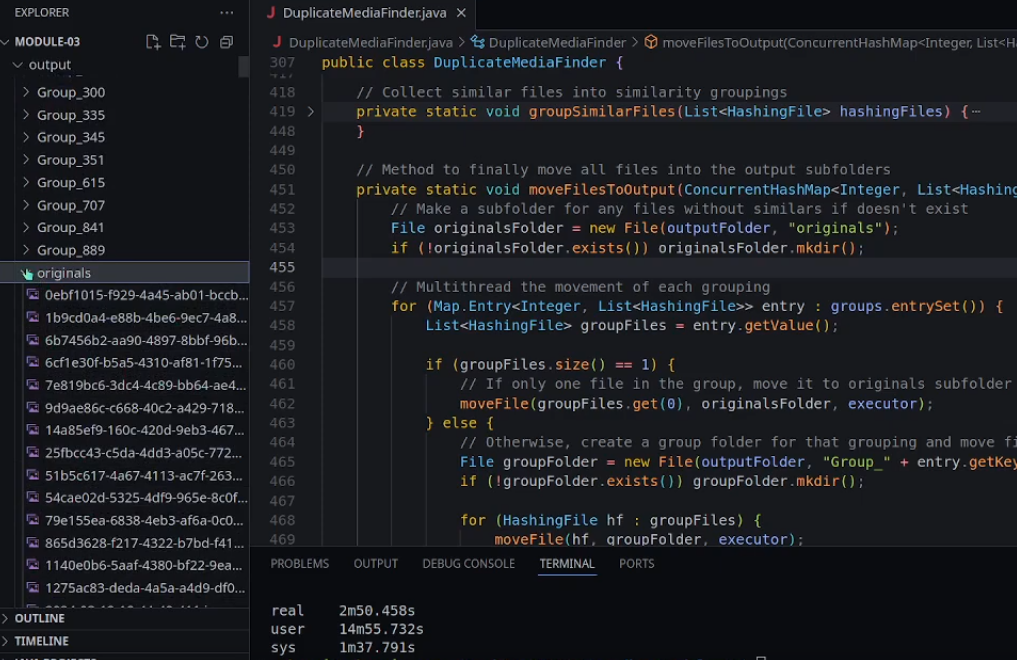 EXPLORER
MODULE-03
output
Group_300
Group_335
Group_345
Group_351
Group_615
Group_707
Group_841
Group_889
originals
0ebf1015-f929-4a45-ab01-bccb...
1b9cd0a4-e88b-4be6-9ec7-4a8...
6b7456b2-aa90-4897-8bbf-96b...
6cf1e30f-b5a5-4310-af81-1f75...
7e819bc6-3dc4-4c89-bb64-ae4...
9d9ae86c-c668-40c2-a429-718...
14a85ef9-160c-420d-9eb3-467...
25fbcc43-c5da-4dd3-a05c-772...
51b5c617-4a67-4113-ac7f-263...
54cae02d-5325-4df9-965e-8c0f...
79e155ea-6838-4eb3-af6a-0c0...
865d3628-f217-4322-b7bd-f41...
1140e0b6-5aaf-4380-bf22-9ea...
1275ac83-deda-4a5a-a4d9-df0...
OUTLINE
TIMELINE
DuplicateMediaFinder.java
DuplicateMediaFinder.java > DuplicateMediaFinder > moveFilesToOutput(ConcurrentHashMap<Integer, List<H
307 public class DuplicateMediaFinder {
417
418 // Collect similar files into similarity groupings
419 private static void groupSimilarFiles(List<HashingFile> hashingFiles) {…
448 }
449
450 // Method to finally move all files into the output subfolders
451 private static void moveFilesToOutput(ConcurrentHashMap<Integer, List<Hashing
452 // Make a subfolder for any files without similars if doesn't exist
453 File originalsFolder = new File(outputFolder, "originals");
454 if (!originalsFolder.exists()) originalsFolder.mkdir();
455
456 // Multithread the movement of each grouping
457 for (Map.Entry<Integer, List<HashingFile>> entry : groups.entrySet()) {
458 List<HashingFile> groupFiles = entry.getValue();
459
460 if (groupFiles.size() == 1) {
461 // If only one file in the group, move it to originals subfolder
462 moveFile(groupFiles.get(0), originalsFolder, executor);
463 } else {
464 // Otherwise, create a group folder for that grouping and move fi
465 File groupFolder = new File(outputFolder, "Group_" + entry.getKey
466 if (!groupFolder.exists()) groupFolder.mkdir();
467
468 for (HashingFile hf : groupFiles) {
469 moveFile(hf, groupFolder, executor);
PROBLEMS OUTPUT DEBUG CONSOLE TERMINAL PORTS
real 2m50.458s
user 14m55.732s
sys 1m37.791s